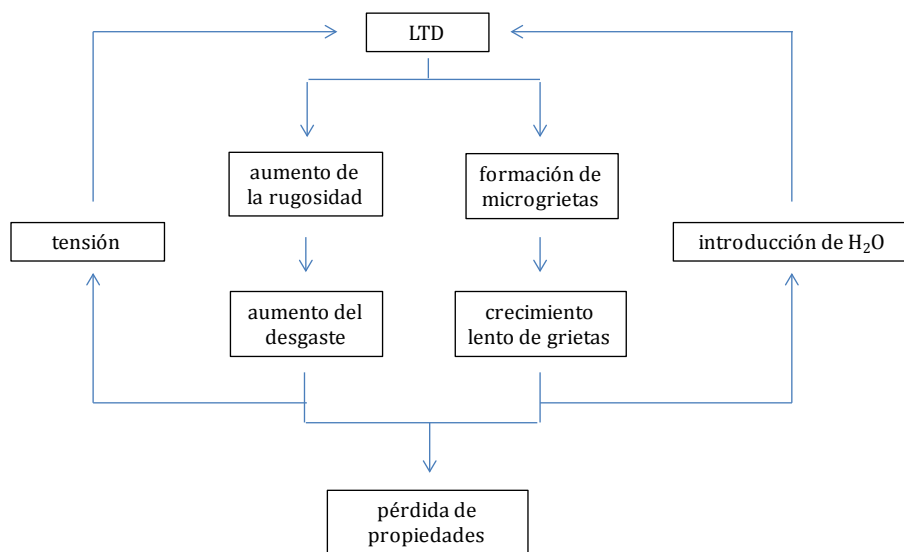 LTD
aumento de
la rugosidad
formación de
microgrietas
tensión
introducción de H₂O
aumento del
desgaste
crecimiento
lento de grietas
pérdida de
propiedades